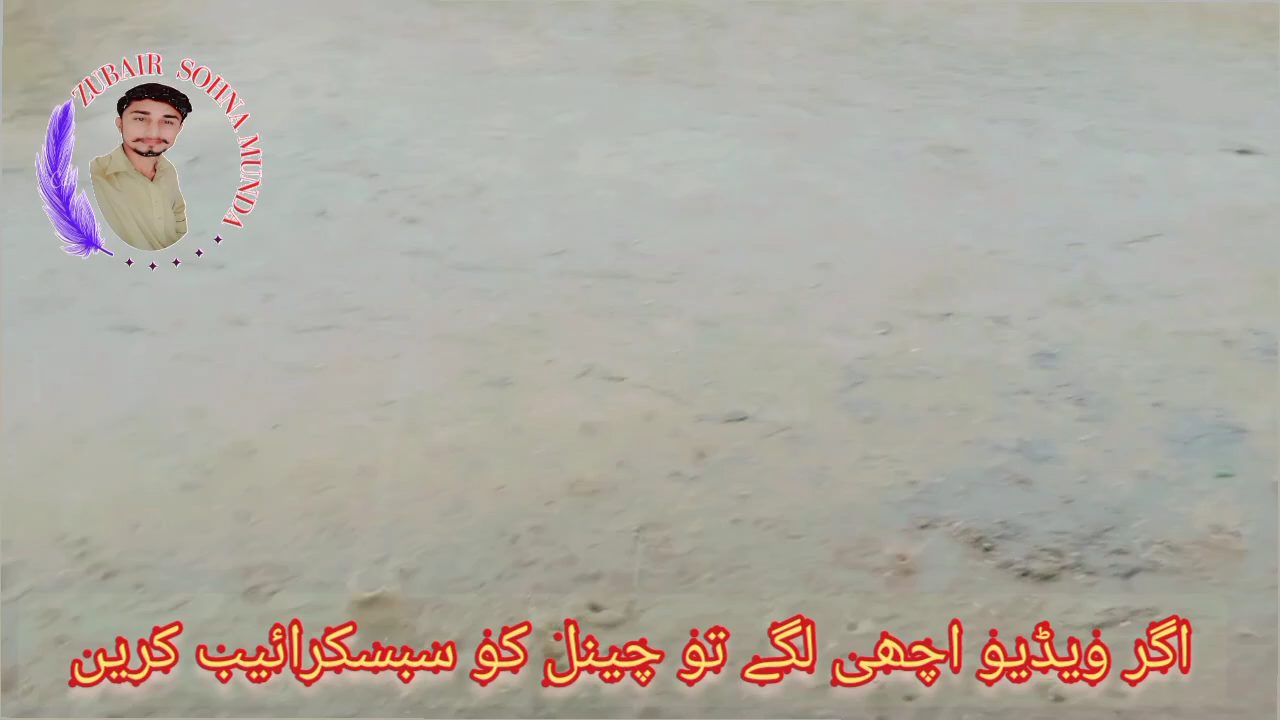 ZUBAIR SOHNA MUNDA
اگر ویڈیو اچھی لگے تو چینل کو سبسکرائیب کریں